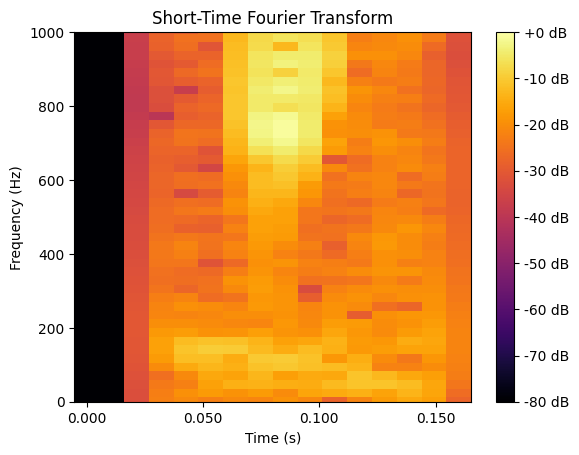 Short-Time Fourier Transform
1000
800
600
400
200
0
Frequency (Hz)
0.000
0.050
0.100
0.150
Time (s)
+0 dB
-10 dB
-20 dB
-30 dB
-40 dB
-50 dB
-60 dB
-70 dB
-80 dB